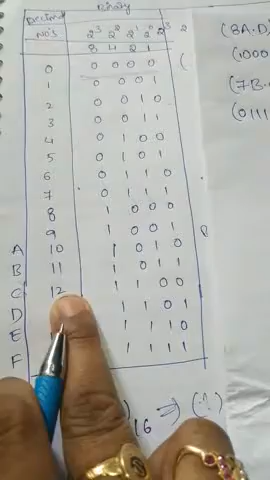 Binary
Decimal
NO'S 2³ 2² 2¹ 2⁰ 2³ 2
8 4 2 1
0 0 0 0 0 (
1 0 0 0 1
2 0 0 1 0
3 0 0 1 1
4 0 1 0 0
5 0 1 0 1
6 0 1 1 0
7 0 1 1 1
8 1 0 0 0
9 1 0 0 1
A 10 1 0 1 0
B 11 1 0 1 1
C 12 1 1 0 0
D 1 1 0 1
E 1 1 1 0
F 1 1 1 1
(8A.D)
(1000
(7B.
(0111
)16 ⇒ (